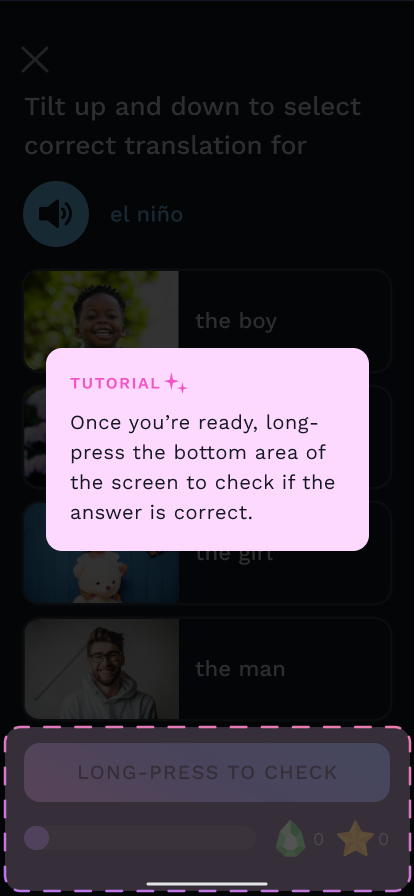 Tilt up and down to select
correct translation for
el niño
the boy
TUTORIAL
Once you’re ready, long-
press the bottom area of
the screen to check if the
answer is correct.
the girl
the man
LONG-PRESS TO CHECK
0 0